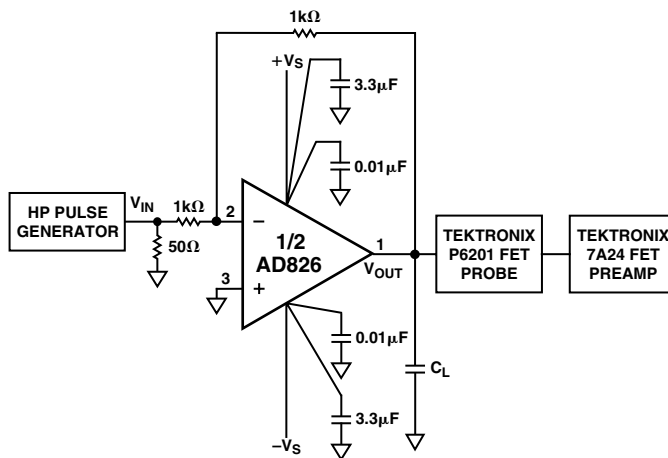 1kΩ
+VS
3.3µF
0.01µF
HP PULSE
GENERATOR
VIN
1kΩ
50Ω
2
−
1/2
AD826
3
+
1
VOUT
TEKTRONIX
P6201 FET
PROBE
TEKTRONIX
7A24 FET
PREAMP
0.01µF
CL
3.3µF
−VS